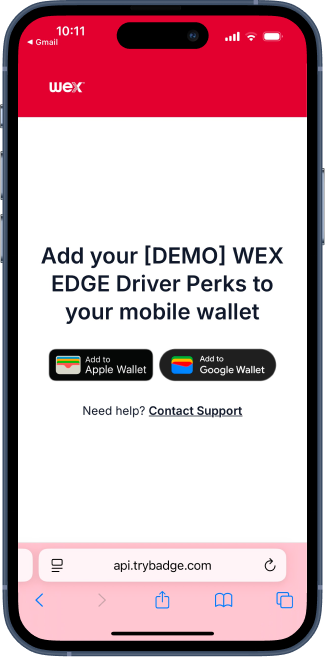 10:11
◀ Gmail
wex
Add your [DEMO] WEX
EDGE Driver Perks to
your mobile wallet
Add to
Apple Wallet
Add to
Google Wallet
Need help? Contact Support
api.trybadge.com